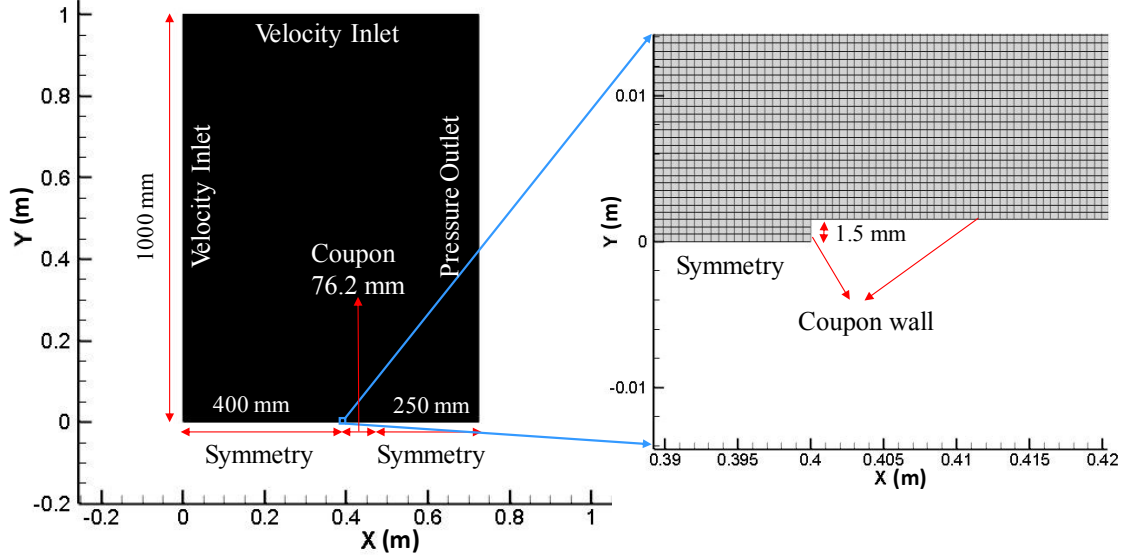 1
0.8
0.6
0.4
0.2
0
-0.2
Y (m)
1000 mm
Velocity Inlet
Velocity Inlet
Pressure Outlet
Coupon
76.2 mm
400 mm
250 mm
Symmetry
Symmetry
-0.2
0
0.2
0.4
0.6
0.8
1
X (m)
0.01
0
-0.01
Y (m)
1.5 mm
Symmetry
Coupon wall
0.39
0.395
0.4
0.405
0.41
0.415
0.42
X (m)